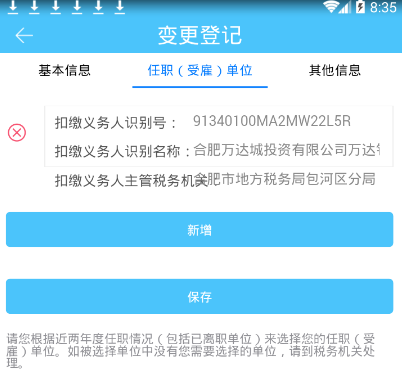 8:35
变更登记
基本信息 任职（受雇）单位 其他信息
扣缴义务人识别号： 91340100MA2MW22L5R
扣缴义务人识别名称： 合肥万达城投资有限公司万达
扣缴义务人主管税务机关 合肥市地方税务局包河区分局
新增
保存
请您根据近两年度任职情况（包括已离职单位）来选择您的任职（受
雇）单位。如被选择单位中没有您需要选择的单位，请到税务机关处
理。